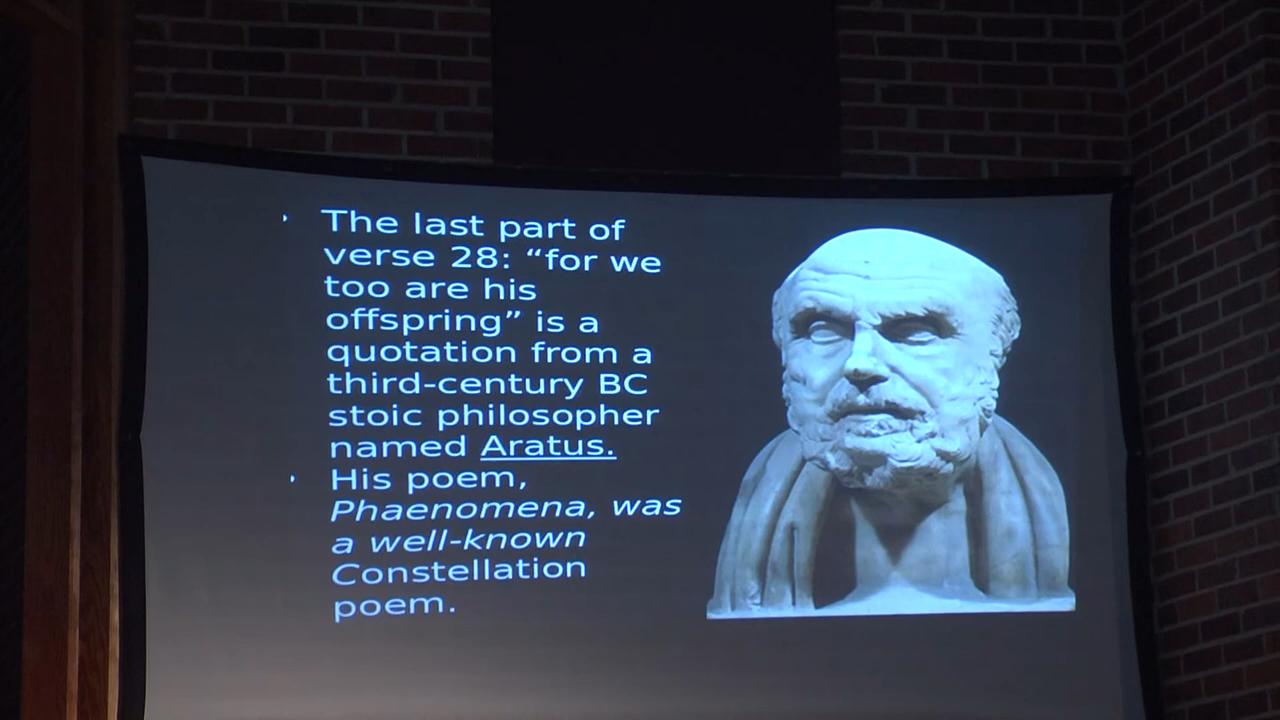 The last part of
verse 28: “for we
too are his
offspring” is a
quotation from a
third-century BC
stoic philosopher
named Aratus.
His poem,
Phaenomena, was
a well-known
Constellation
poem.